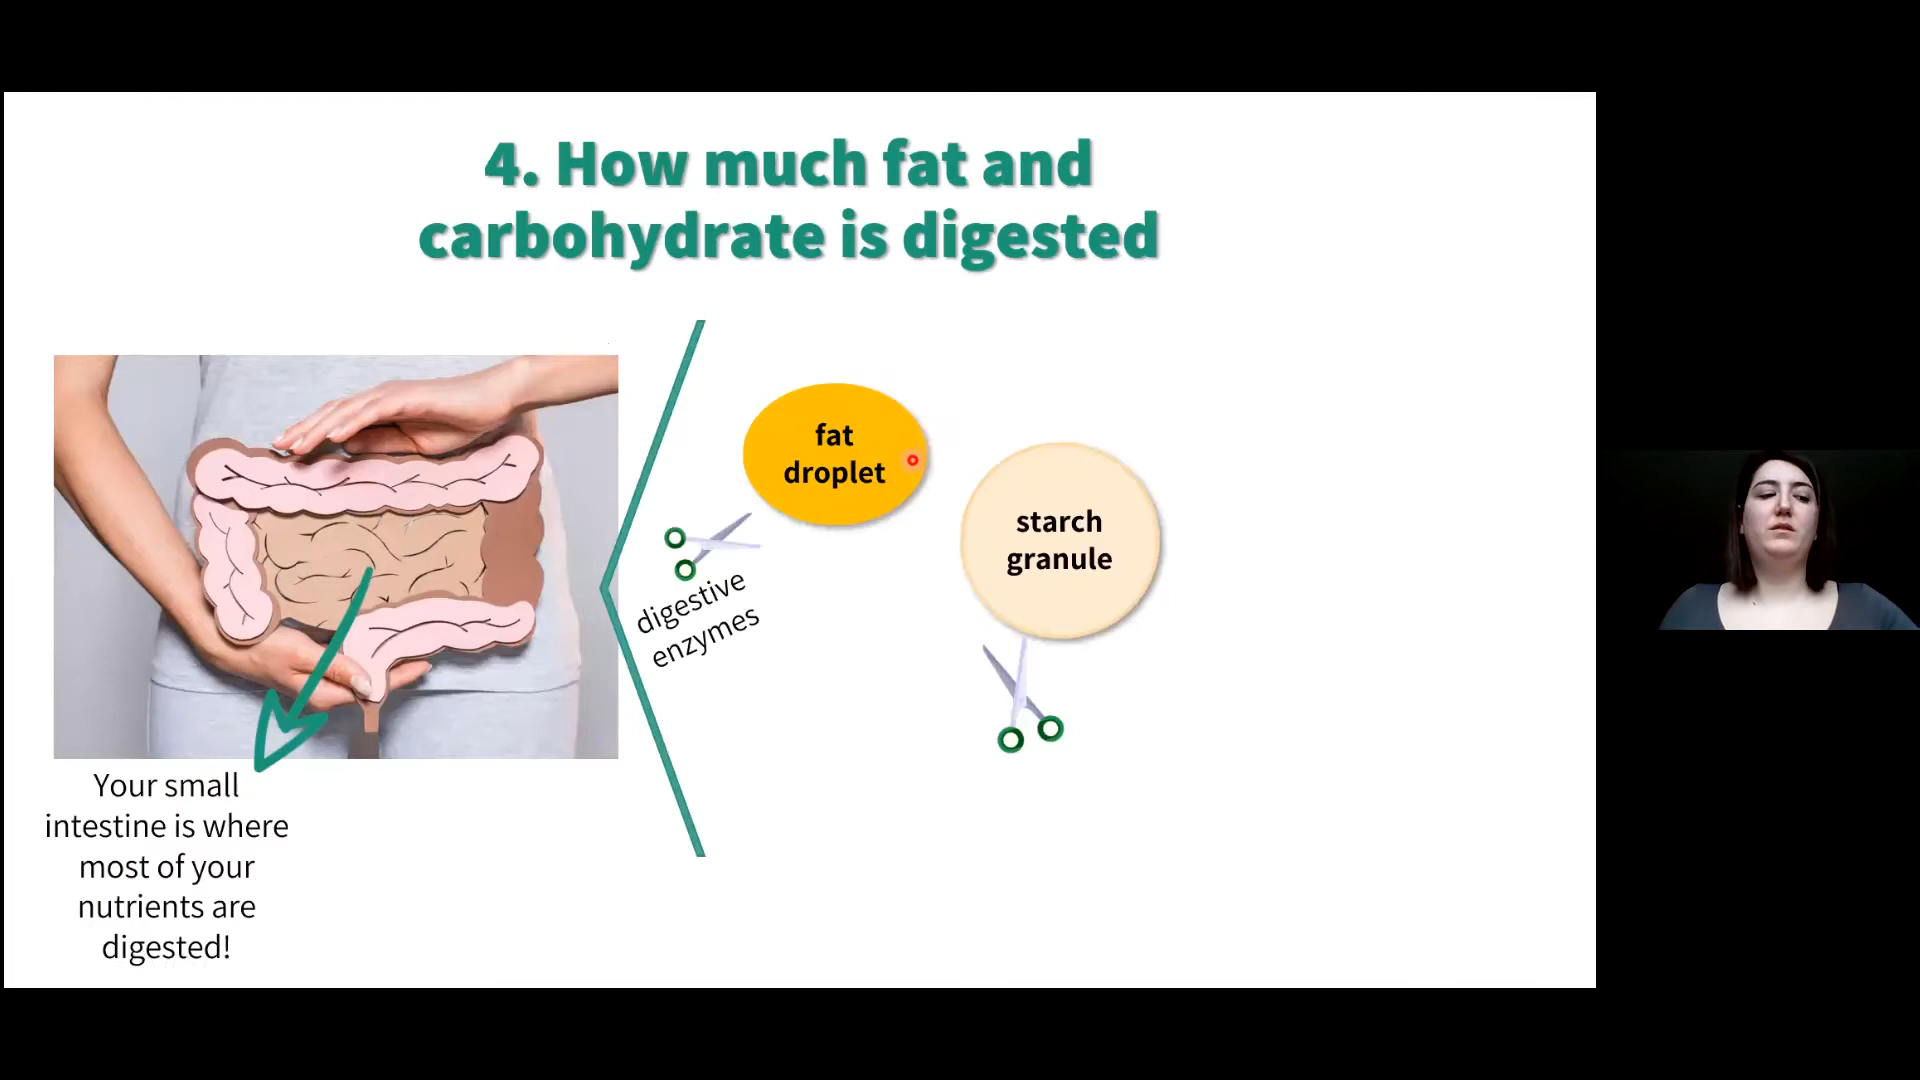 4. How much fat and
carbohydrate is digested
fat
droplet
starch
granule
digestive
enzymes
Your small
intestine is where
most of your
nutrients are
digested!